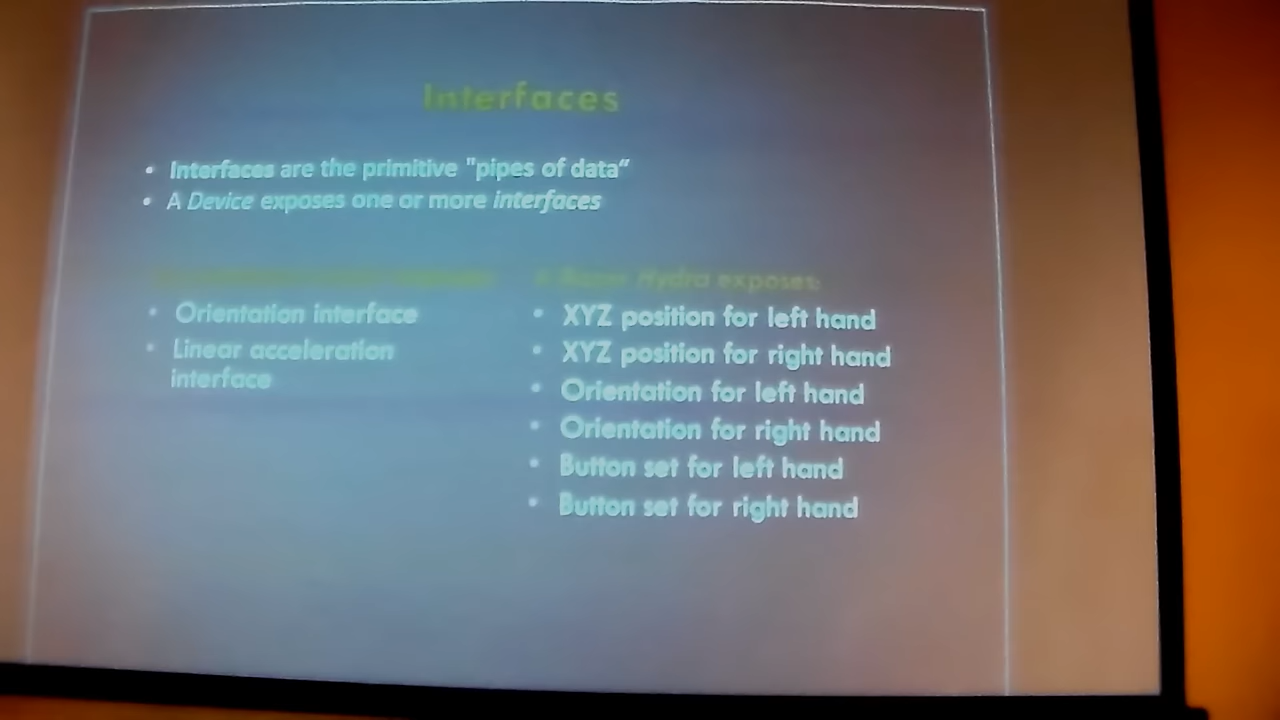 Interfaces
• Interfaces are the primitive "pipes of data"
• A Device exposes one or more interfaces
• Orientation interface
• Linear acceleration
interface
Hydra exposes:
• XYZ position for left hand
• XYZ position for right hand
• Orientation for left hand
• Orientation for right hand
• Button set for left hand
• Button set for right hand